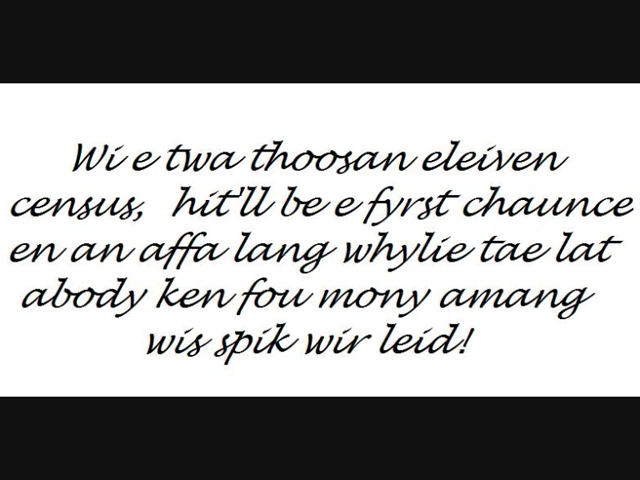 Wi e twa thoosan eleiven
census, hit'll be e fyrst chaunce
en an affa lang whylie tae lat
abody ken fou mony amang
wis spik wir leid!